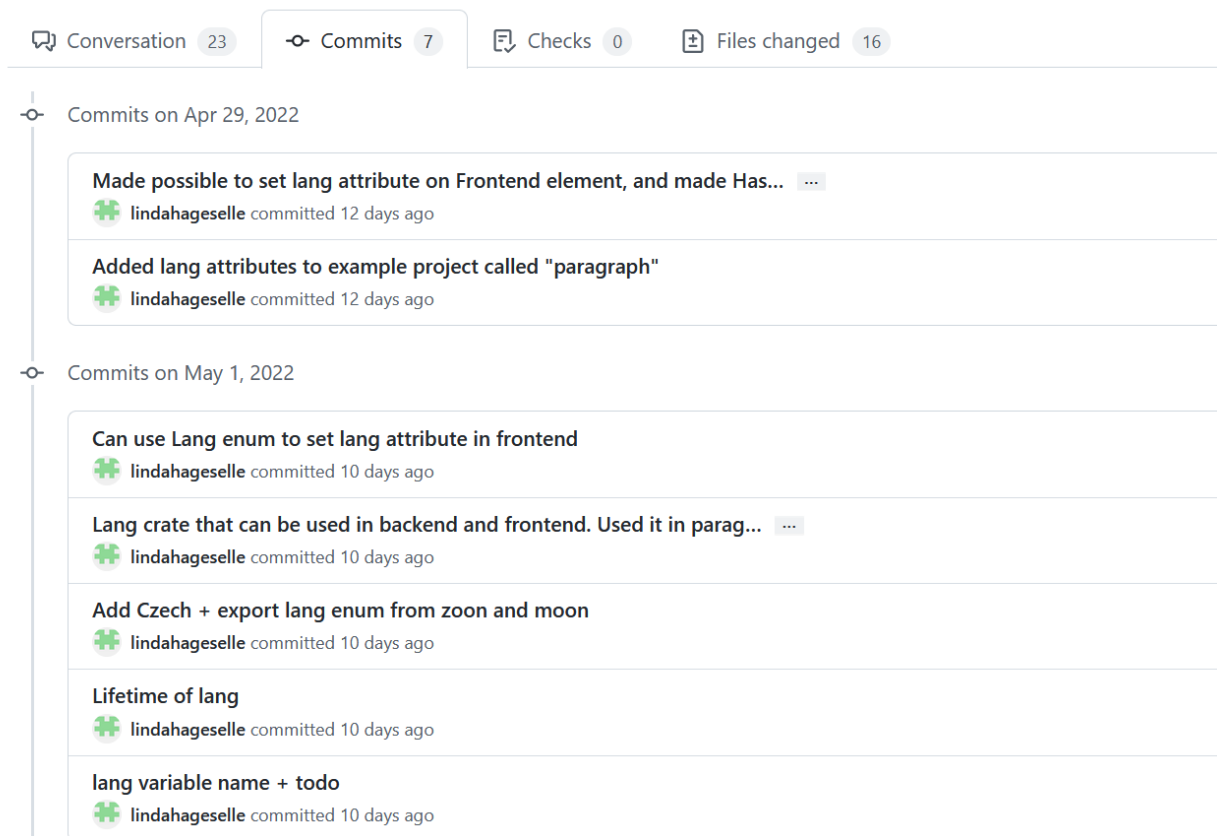 Conversation 23 Commits 7 Checks 0 Files changed 16
Commits on Apr 29, 2022
Made possible to set lang attribute on Frontend element, and made Has... ...
lindahageselle committed 12 days ago
Added lang attributes to example project called "paragraph"
lindahageselle committed 12 days ago
Commits on May 1, 2022
Can use Lang enum to set lang attribute in frontend
lindahageselle committed 10 days ago
Lang crate that can be used in backend and frontend. Used it in parag... ...
lindahageselle committed 10 days ago
Add Czech + export lang enum from zoon and moon
lindahageselle committed 10 days ago
Lifetime of lang
lindahageselle committed 10 days ago
lang variable name + todo
lindahageselle committed 10 days ago